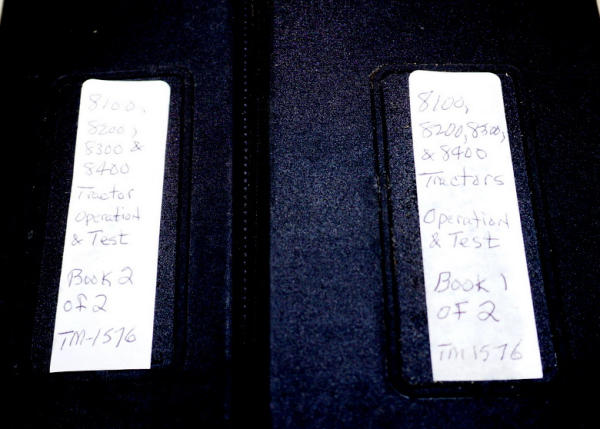 8100,
8200,
8300 &
8400
Tractor
Operation
& Test
Book 2
of 2
TM-1576
8100,
8200, 8300,
& 8400
Tractors
Operation
& Test
Book 1
of 2
TM 1576